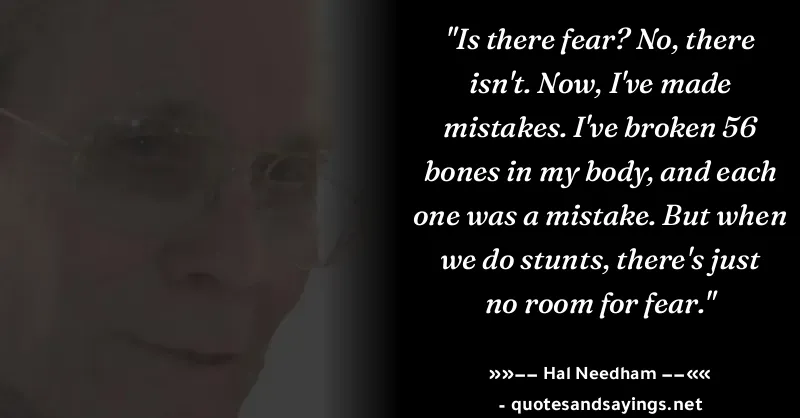 "Is there fear? No, there
isn't. Now, I've made
mistakes. I've broken 56
bones in my body, and each
one was a mistake. But when
we do stunts, there's just
no room for fear."
»»−− Hal Needham −−««
- quotesandsayings.net